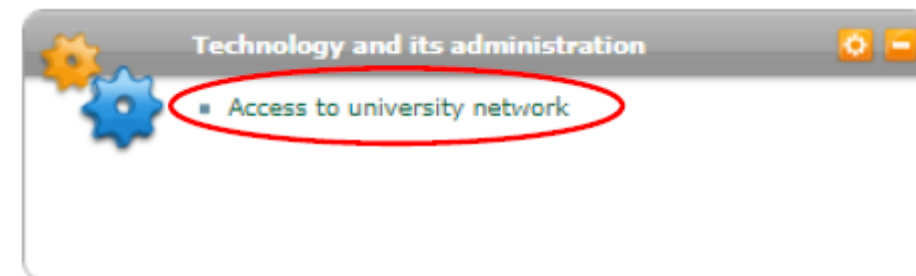 Technology and its administration
Access to university network